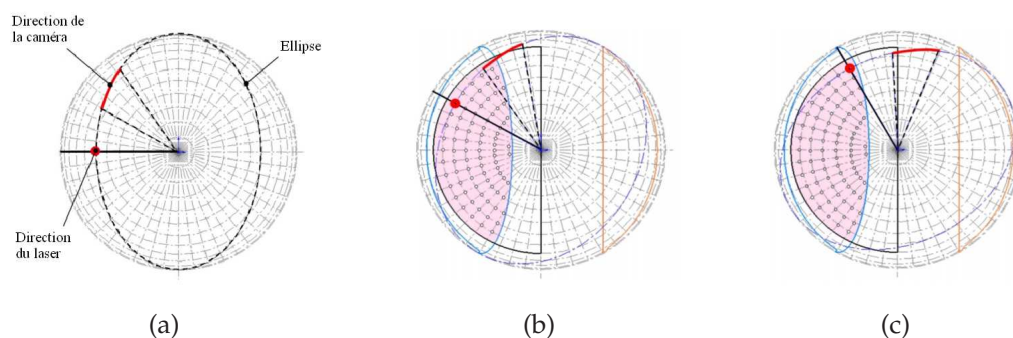 Direction de
la caméra
Ellipse
Direction
du laser
(a)
(b)
(c)